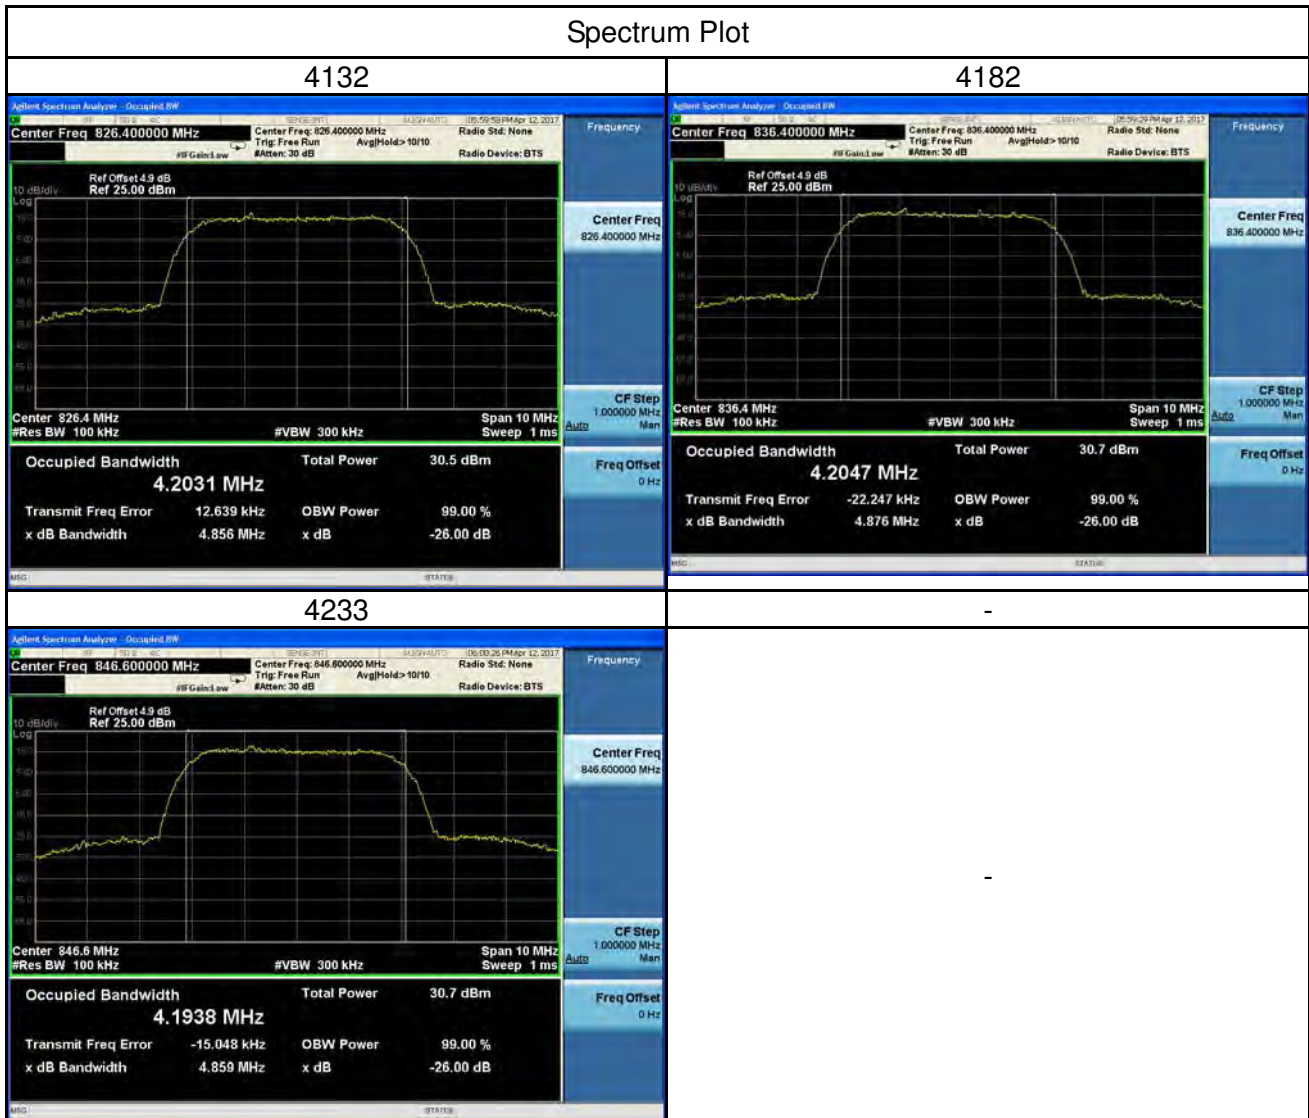 Spectrum Plot
4132
4182
Agilent Spectrum Analyzer - Occupied BW
Center Freq 826.400000 MHz
Center Freq: 826.400000 MHz
Radio Std: None
Trig: Free Run Avg|Hold:> 10/10
#IFGain:Low #Atten: 30 dB
Radio Device: BTS
Frequency
Ref Offset 4.9 dB
10 dB/div Ref 25.00 dBm
Log
Center Freq
826.400000 MHz
Center 826.4 MHz
Span 10 MHz
#Res BW 100 kHz
#VBW 300 kHz
Sweep 1 ms
CF Step
1.000000 MHz
Auto Man
Occupied Bandwidth
Total Power 30.5 dBm
4.2031 MHz
Transmit Freq Error 12.639 kHz
OBW Power 99.00 %
x dB Bandwidth 4.856 MHz
x dB -26.00 dB
Freq Offset
0 Hz
MSG
STATUS
Agilent Spectrum Analyzer - Occupied BW
Center Freq 836.400000 MHz
Center Freq: 836.400000 MHz
Radio Std: None
Trig: Free Run Avg|Hold:> 10/10
#IFGain:Low #Atten: 30 dB
Radio Device: BTS
Frequency
Ref Offset 4.9 dB
10 dB/div Ref 25.00 dBm
Log
Center Freq
836.400000 MHz
Center 836.4 MHz
Span 10 MHz
#Res BW 100 kHz
#VBW 300 kHz
Sweep 1 ms
CF Step
1.000000 MHz
Auto Man
Occupied Bandwidth
Total Power 30.7 dBm
4.2047 MHz
Transmit Freq Error -22.247 kHz
OBW Power 99.00 %
x dB Bandwidth 4.876 MHz
x dB -26.00 dB
Freq Offset
0 Hz
MSG
STATUS
4233
-
Agilent Spectrum Analyzer - Occupied BW
Center Freq 846.600000 MHz
Center Freq: 846.600000 MHz
Radio Std: None
Trig: Free Run Avg|Hold:> 10/10
#IFGain:Low #Atten: 30 dB
Radio Device: BTS
Frequency
Ref Offset 4.9 dB
10 dB/div Ref 25.00 dBm
Log
Center Freq
846.600000 MHz
Center 846.6 MHz
Span 10 MHz
#Res BW 100 kHz
#VBW 300 kHz
Sweep 1 ms
CF Step
1.000000 MHz
Auto Man
Occupied Bandwidth
Total Power 30.7 dBm
4.1938 MHz
Transmit Freq Error -15.048 kHz
OBW Power 99.00 %
x dB Bandwidth 4.859 MHz
x dB -26.00 dB
Freq Offset
0 Hz
MSG
STATUS
-